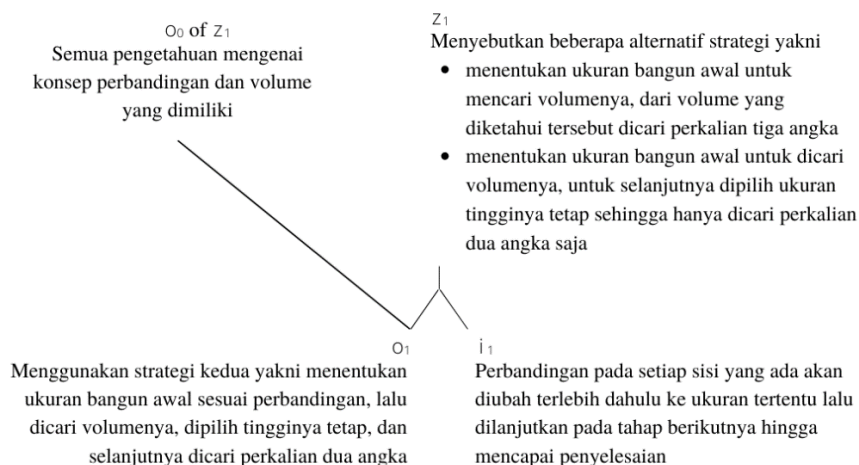 O₀ of Z₁
Semua pengetahuan mengenai
konsep perbandingan dan volume
yang dimiliki
Z₁
Menyebutkan beberapa alternatif strategi yakni
• menentukan ukuran bangun awal untuk
mencari volumenya, dari volume yang
diketahui tersebut dicari perkalian tiga angka
• menentukan ukuran bangun awal untuk dicari
volumenya, untuk selanjutnya dipilih ukuran
tingginya tetap sehingga hanya dicari perkalian
dua angka saja
O₁
Menggunakan strategi kedua yakni menentukan
ukuran bangun awal sesuai perbandingan, lalu
dicari volumenya, dipilih tingginya tetap, dan
selanjutnya dicari perkalian dua angka
i₁
Perbandingan pada setiap sisi yang ada akan
diubah terlebih dahulu ke ukuran tertentu lalu
dilanjutkan pada tahap berikutnya hingga
mencapai penyelesaian